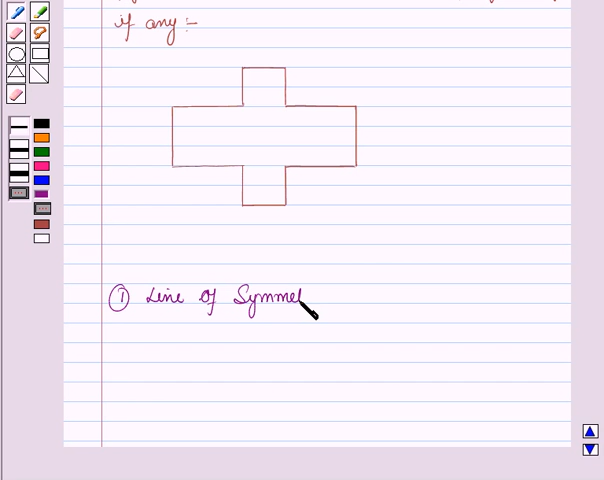 if any :-
① Line of Symmet